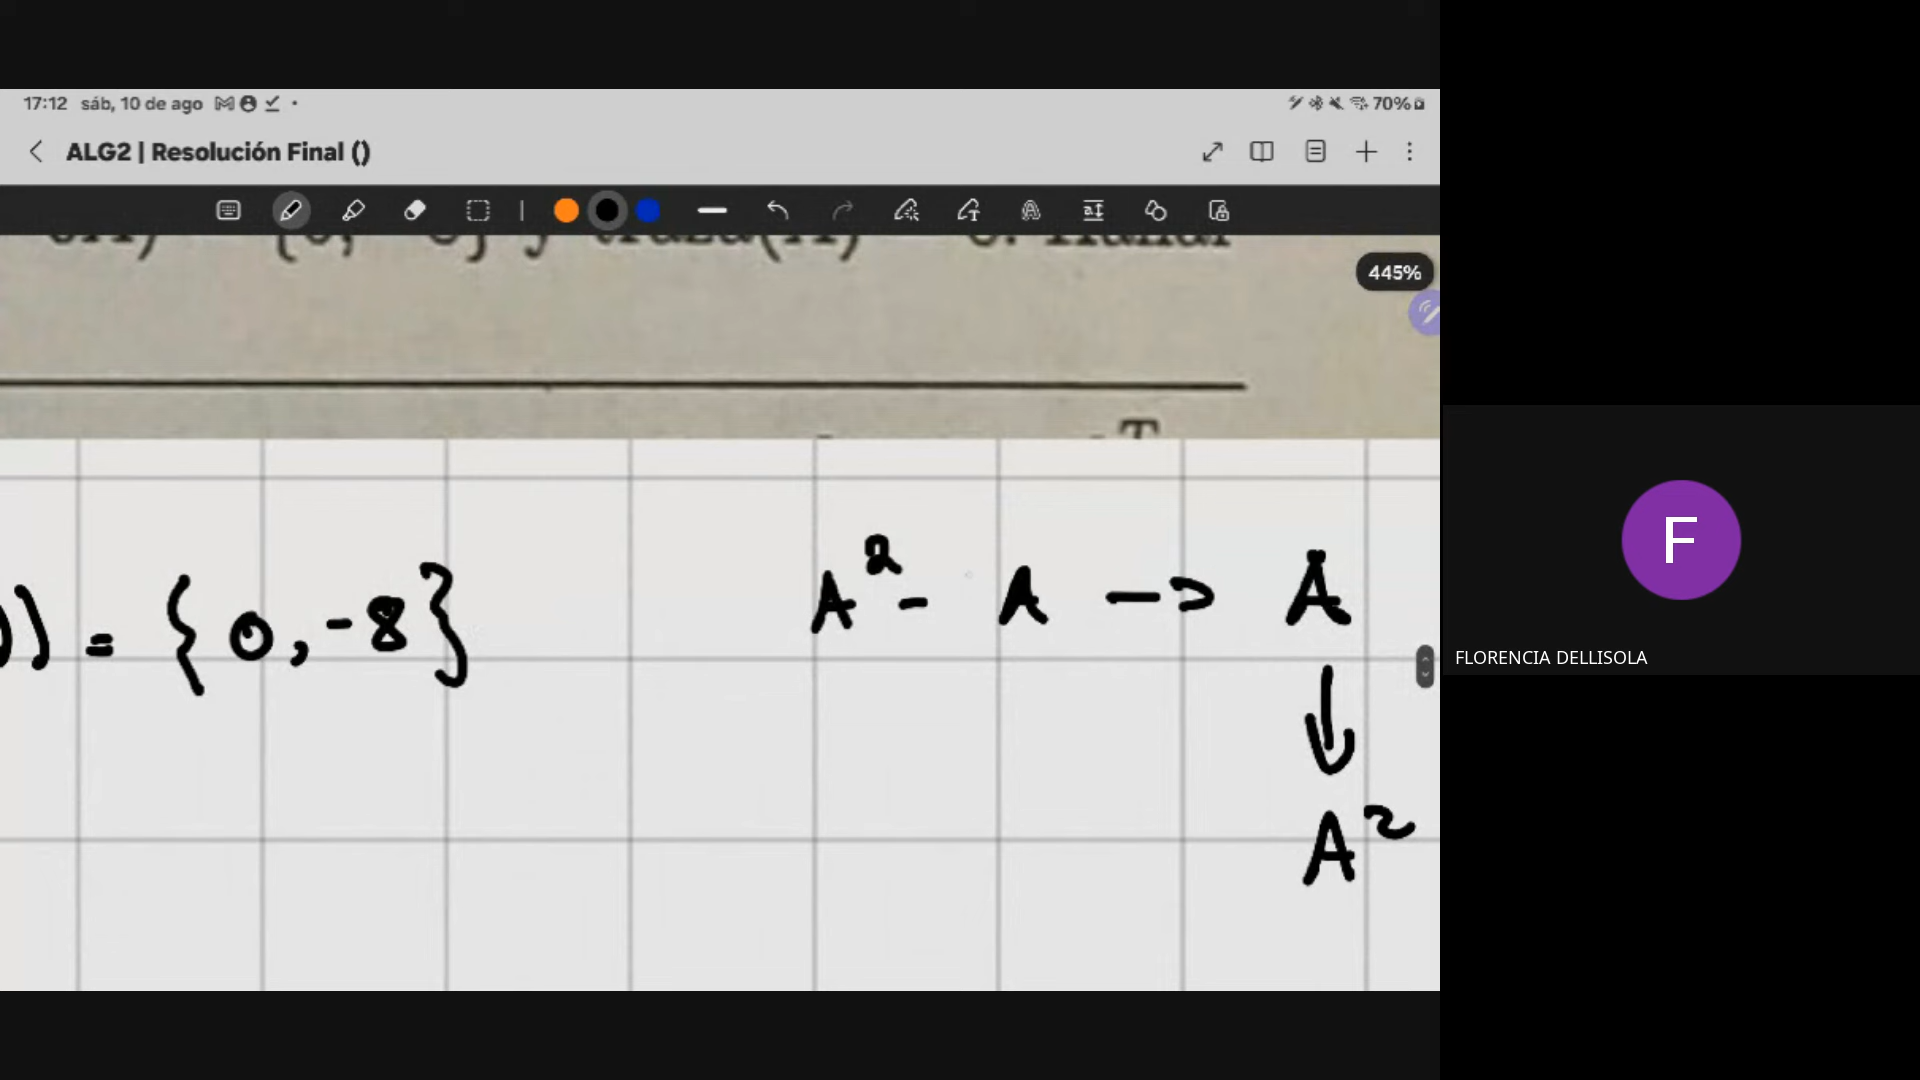 17:12 sáb, 10 de ago 70%
ALG2 | Resolución Final ()
445%
) = {0, -8} A² - A → A
A²
FLORENCIA DELLISOLA
F
T